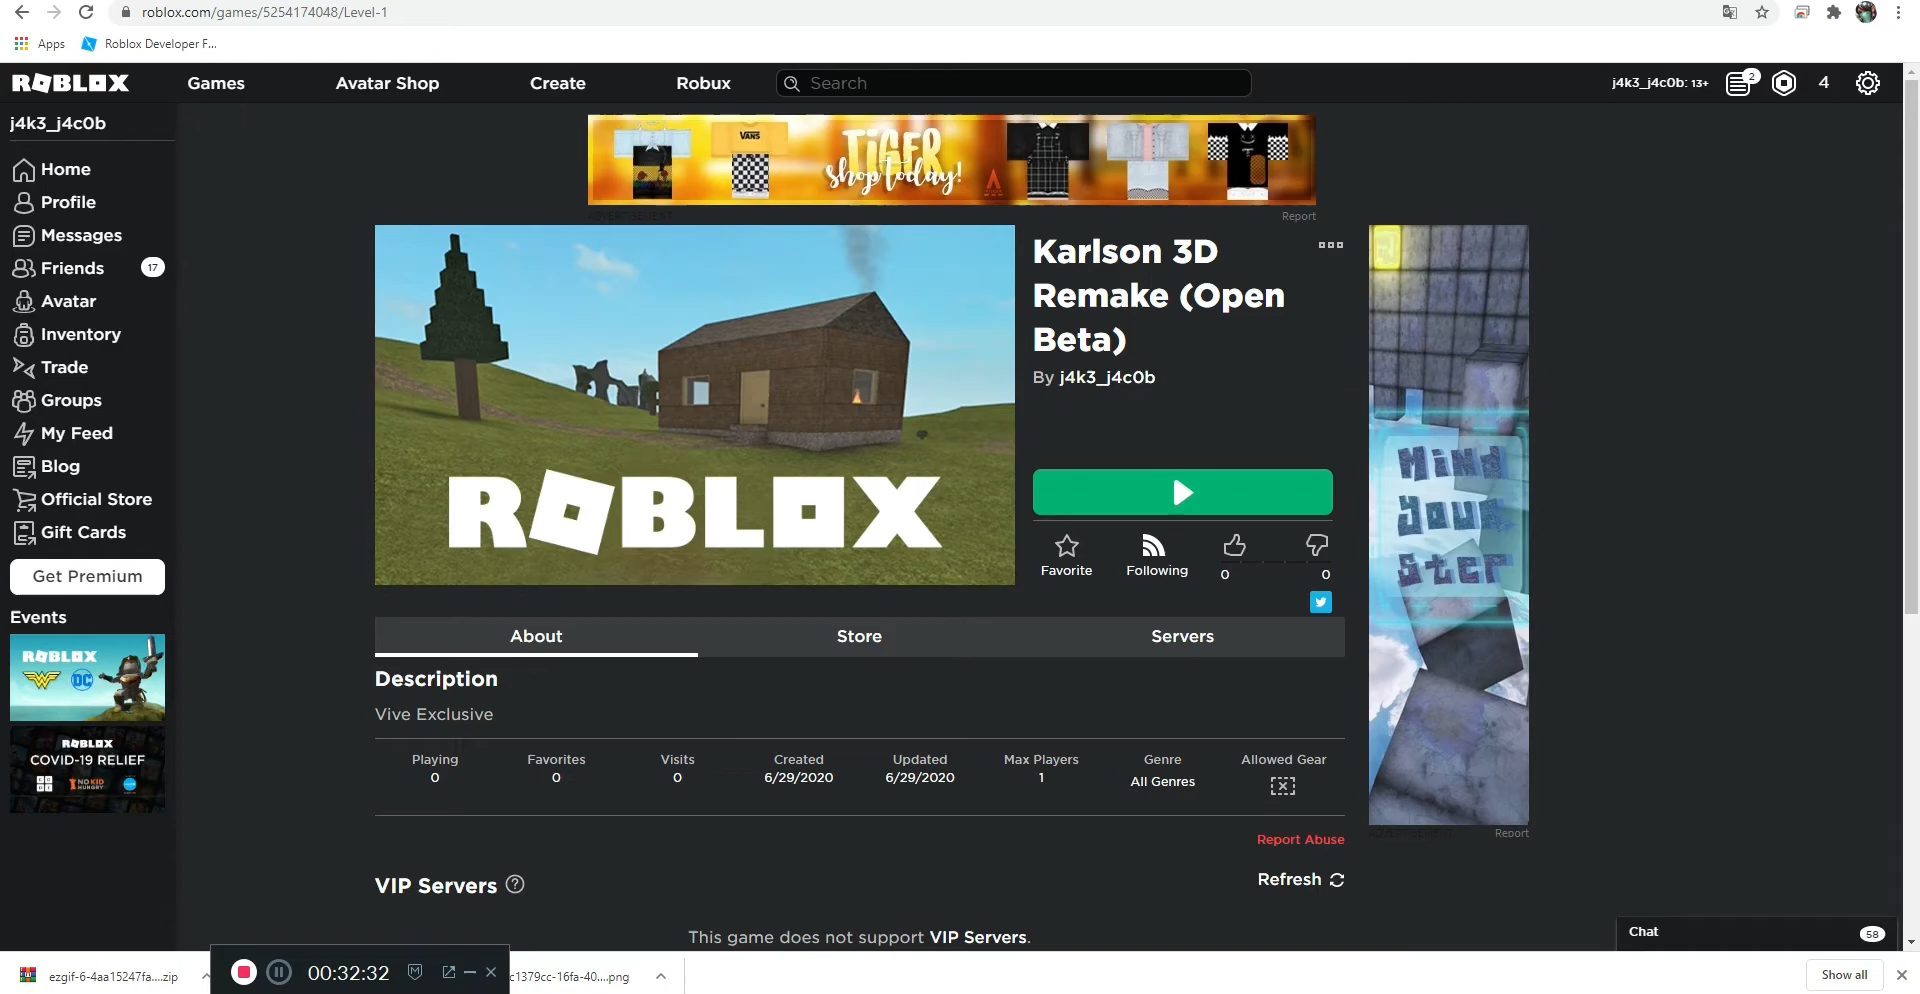 roblox.com/games/5254174048/Level-1
Apps
Roblox Developer F...
ROBLOX
Games
Avatar Shop
Create
Robux
Search
j4k3_j4c0b: 13+
2
4
j4k3_j4c0b
Home
Profile
Messages
Friends
17
Avatar
Inventory
Trade
Groups
My Feed
Blog
Official Store
Gift Cards
Get Premium
Events
ROBLOX
DC
ROBLOX
COVID-19 RELIEF
NO KID
HUNGRY
VANS
TIGER
shop today!
ADVERTISEMENT
Report
ROBLOX
Karlson 3D
Remake (Open
Beta)
By j4k3_j4c0b
Favorite
Following
0
0
Mind
Your
Step
ADVERTISEMENT
Report
About
Store
Servers
Description
Vive Exclusive
Playing
0
Favorites
0
Visits
0
Created
6/29/2020
Updated
6/29/2020
Max Players
1
Genre
All Genres
Allowed Gear
Report Abuse
VIP Servers
Refresh
This game does not support VIP Servers.
Chat
58
ezgif-6-4aa15247fa....zip
00:32:32
c1379cc-16fa-40....png
Show all